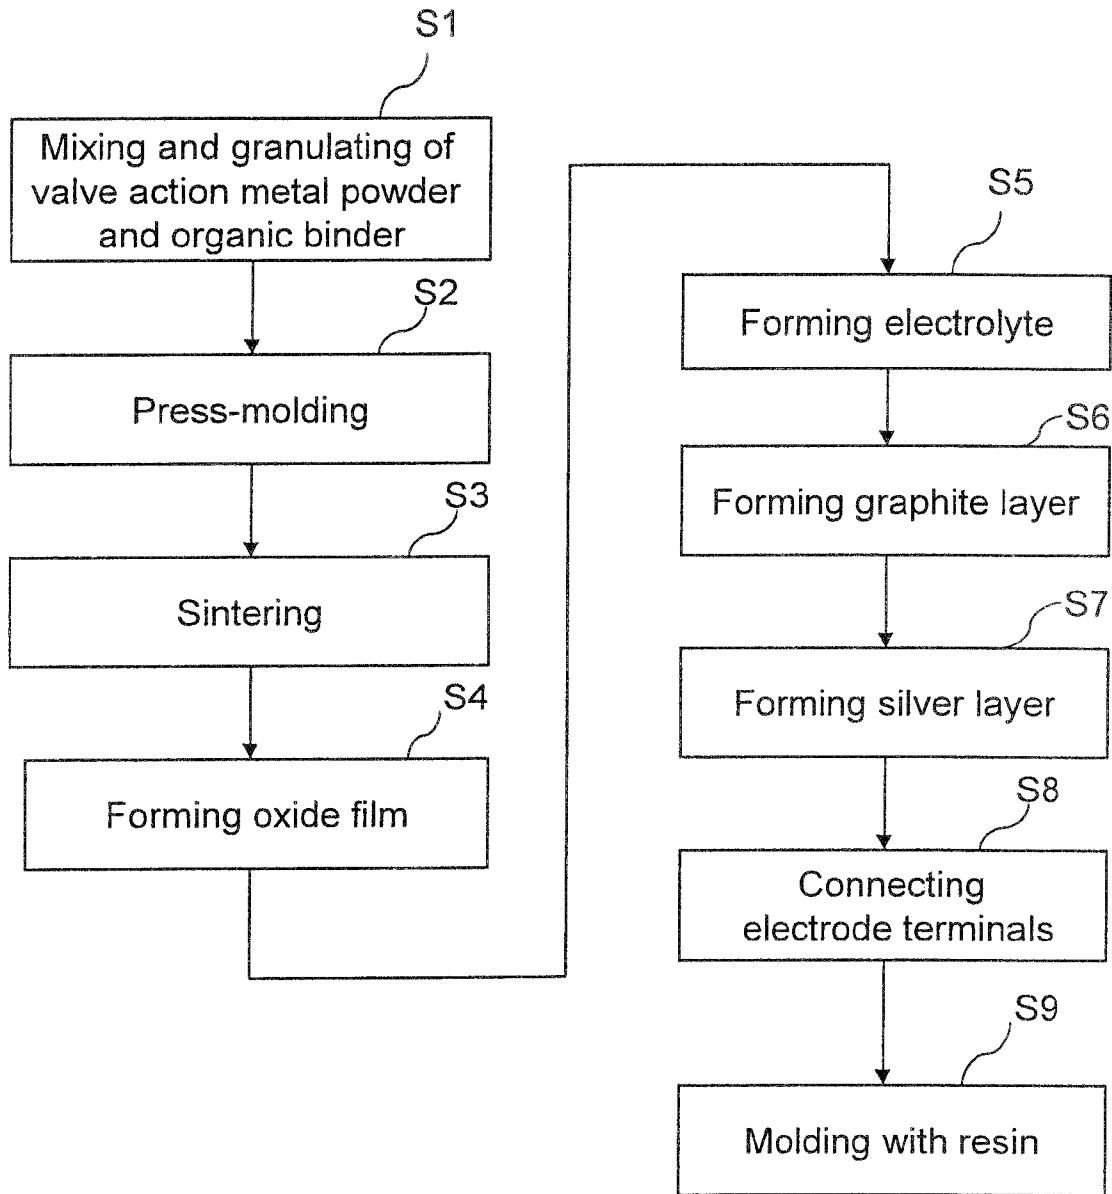 S1
Mixing and granulating of
valve action metal powder
and organic binder
S2
Press-molding
S3
Sintering
S4
Forming oxide film
S5
Forming electrolyte
S6
Forming graphite layer
S7
Forming silver layer
S8
Connecting
electrode terminals
S9
Molding with resin